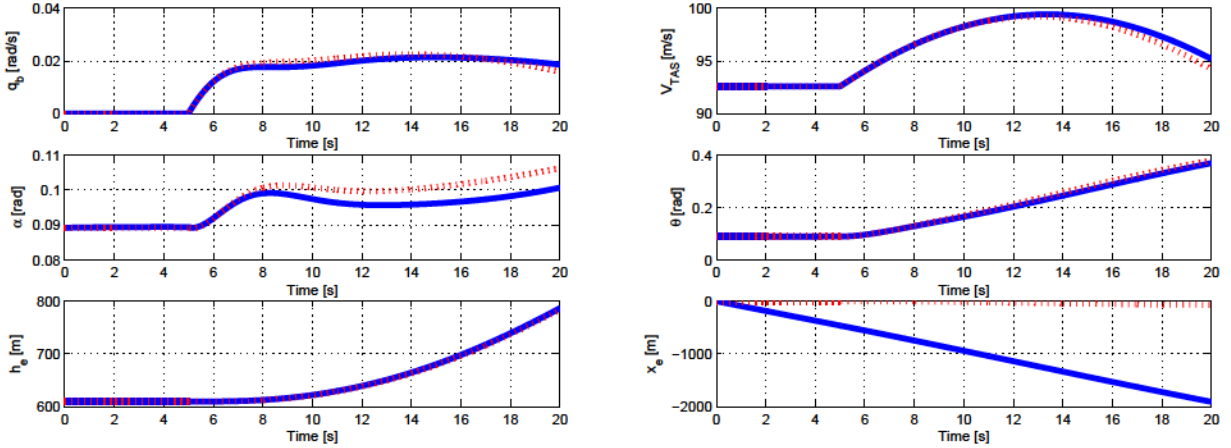 0.04
0.02
0
q_b [rad/s]
0 2 4 6 8 10 12 14 16 18 20
Time [s]
100
95
90
V_TAS [m/s]
0 2 4 6 8 10 12 14 16 18 20
Time [s]
0.11
0.1
0.09
0.08
α [rad]
0 2 4 6 8 10 12 14 16 18 20
Time [s]
0.4
0.2
0
θ [rad]
0 2 4 6 8 10 12 14 16 18 20
Time [s]
800
700
600
h_e [m]
0 2 4 6 8 10 12 14 16 18 20
Time [s]
0
−1000
−2000
x_e [m]
0 2 4 6 8 10 12 14 16 18 20
Time [s]